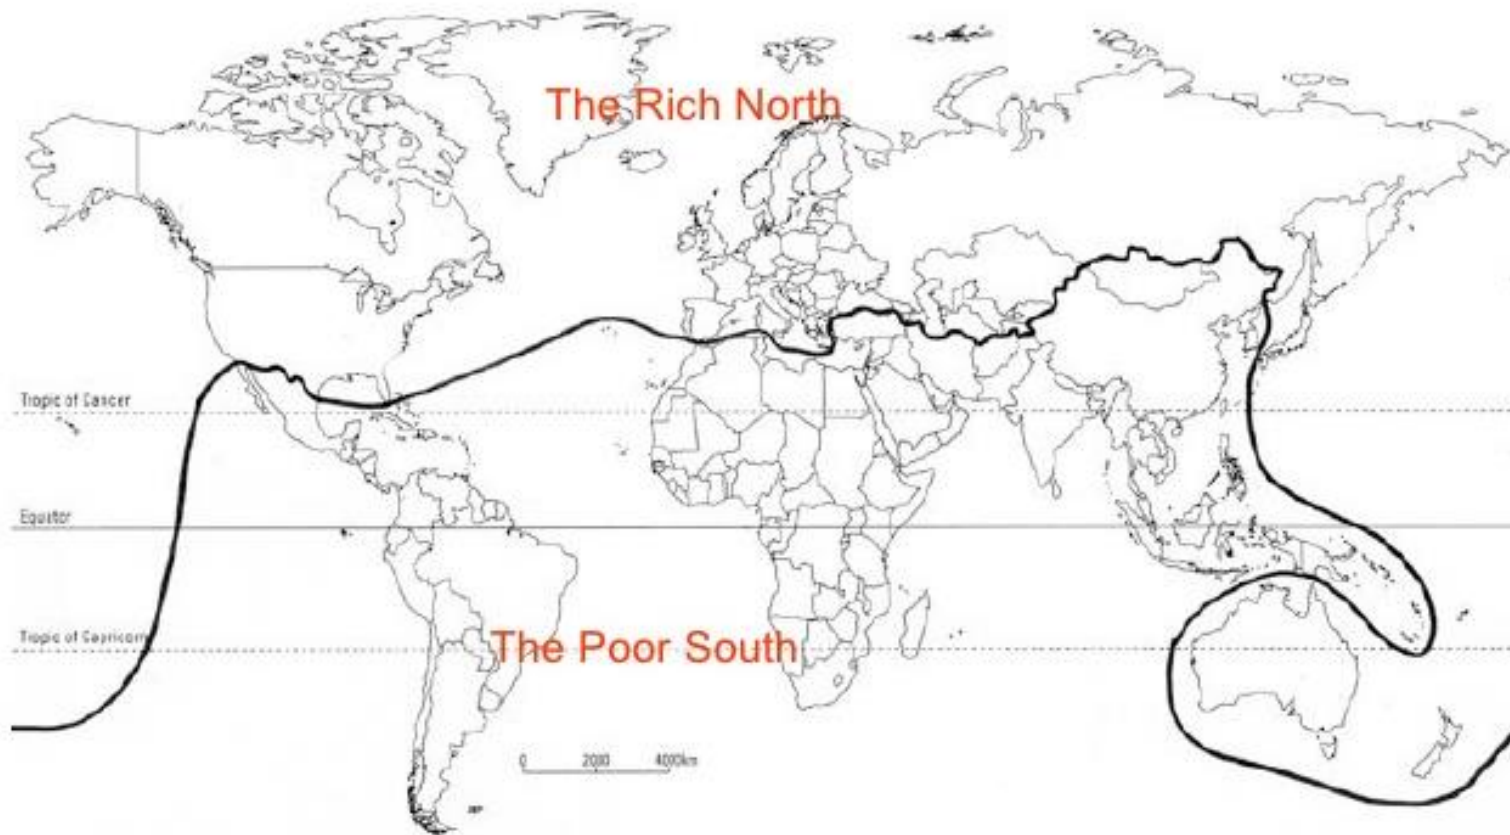 The Rich North
Tropic of Cancer
Equator
Tropic of Capricorn
The Poor South
0 2000 4000km